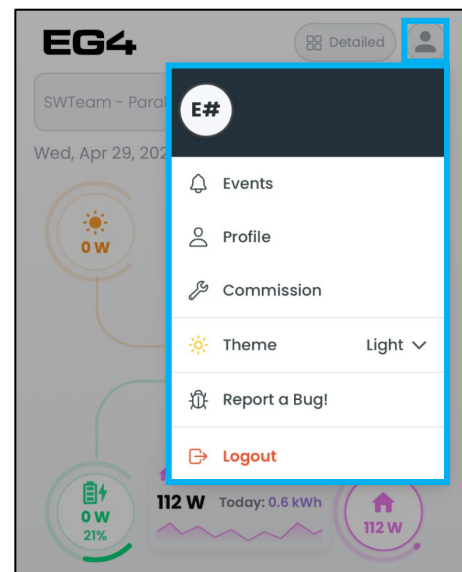 EG4
Detailed
SWTeam - Paral
Wed, Apr 29, 202
E#
Events
Profile
Commission
Theme Light
Report a Bug!
Logout
0 W
0 W
21%
112 W Today: 0.6 kWh
112 W